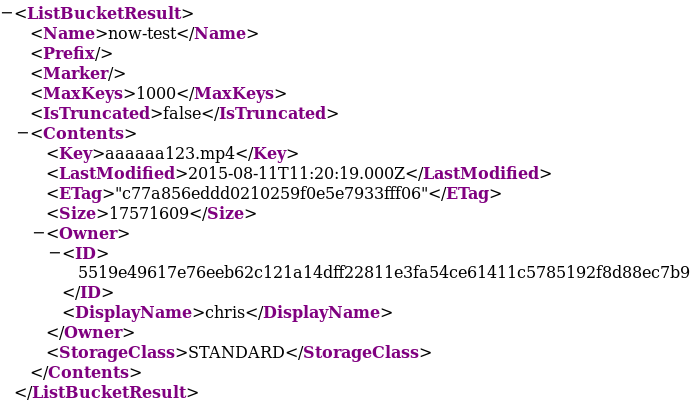 −<ListBucketResult>
<Name>now-test</Name>
<Prefix/>
<Marker/>
<MaxKeys>1000</MaxKeys>
<IsTruncated>false</IsTruncated>
−<Contents>
<Key>aaaaaa123.mp4</Key>
<LastModified>2015-08-11T11:20:19.000Z</LastModified>
<ETag>"c77a856eddd0210259f0e5e7933fff06"</ETag>
<Size>17571609</Size>
−<Owner>
−<ID>
5519e49617e76eeb62c121a14dff22811e3fa54ce61411c5785192f8d88ec7b9
</ID>
<DisplayName>chris</DisplayName>
</Owner>
<StorageClass>STANDARD</StorageClass>
</Contents>
</ListBucketResult>